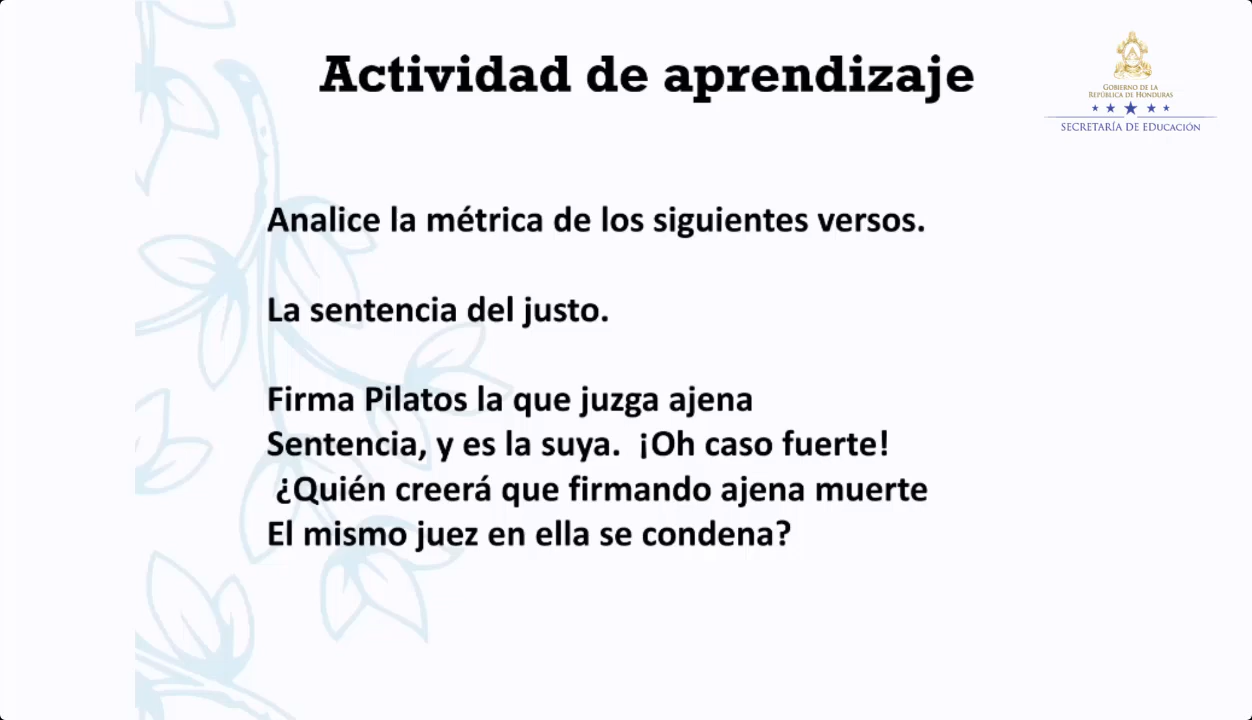 Actividad de aprendizaje
GOBIERNO DE LA
REPÚBLICA DE HONDURAS
SECRETARÍA DE EDUCACIÓN
Analice la métrica de los siguientes versos.
La sentencia del justo.
Firma Pilatos la que juzga ajena
Sentencia, y es la suya.  ¡Oh caso fuerte!
¿Quién creerá que firmando ajena muerte
El mismo juez en ella se condena?